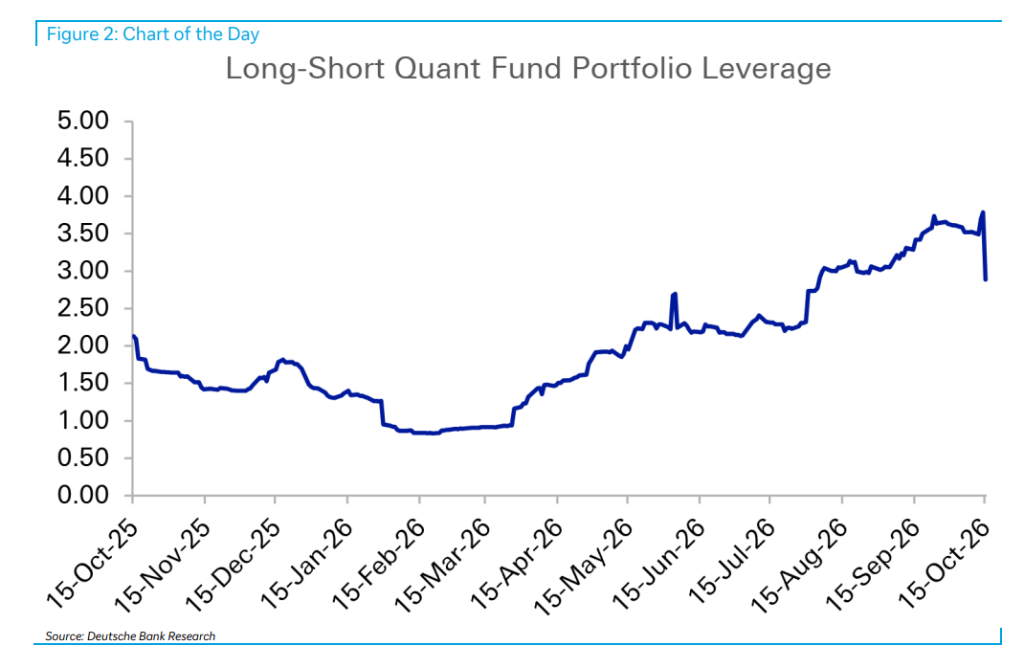 Figure 2: Chart of the Day
Long-Short Quant Fund Portfolio Leverage
5.00
4.50
4.00
3.50
3.00
2.50
2.00
1.50
1.00
0.50
0.00
15-Oct-25
15-Nov-25
15-Dec-25
15-Jan-26
15-Feb-26
15-Mar-26
15-Apr-26
15-May-26
15-Jun-26
15-Jul-26
15-Aug-26
15-Sep-26
15-Oct-26
Source: Deutsche Bank Research